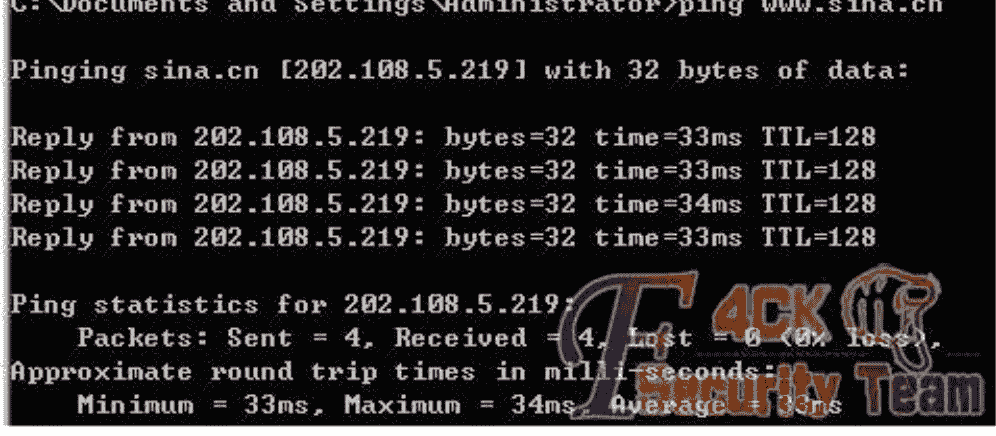 C:\Documents and Settings\Administrator>ping www.sina.cn
Pinging sina.cn [202.108.5.219] with 32 bytes of data:
Reply from 202.108.5.219: bytes=32 time=33ms TTL=128
Reply from 202.108.5.219: bytes=32 time=33ms TTL=128
Reply from 202.108.5.219: bytes=32 time=34ms TTL=128
Reply from 202.108.5.219: bytes=32 time=33ms TTL=128
Ping statistics for 202.108.5.219:
Packets: Sent = 4, Received = 4, Lost = 0 (0% loss),
Approximate round trip times in milli-seconds:
Minimum = 33ms, Maximum = 34ms, Average = 33ms
F4CK
Security Team